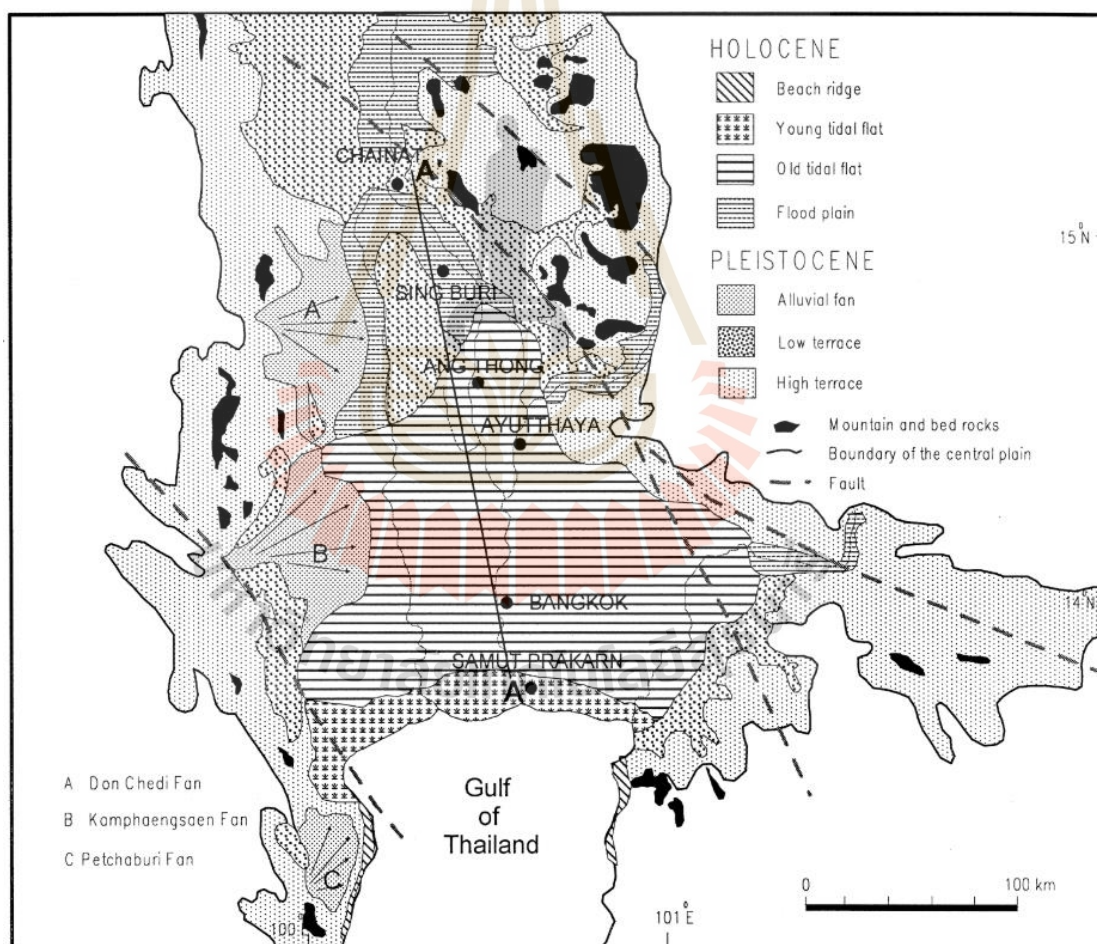 HOLOCENE
Beach ridge
Young tidal flat
Old tidal flat
Flood plain
PLEISTOCENE
Alluvial fan
Low terrace
High terrace
Mountain and bed rocks
Boundary of the central plain
Fault
15°N
14°N
CHAINAT
A'
SING BURI
ANG THONG
AYUTTHAYA
BANGKOK
SAMUT PRAKARN
A
A
B
C
Gulf
of
Thailand
A Don Chedi Fan
B Kamphaengsaen Fan
C Petchaburi Fan
100°
101°E
0 100 km